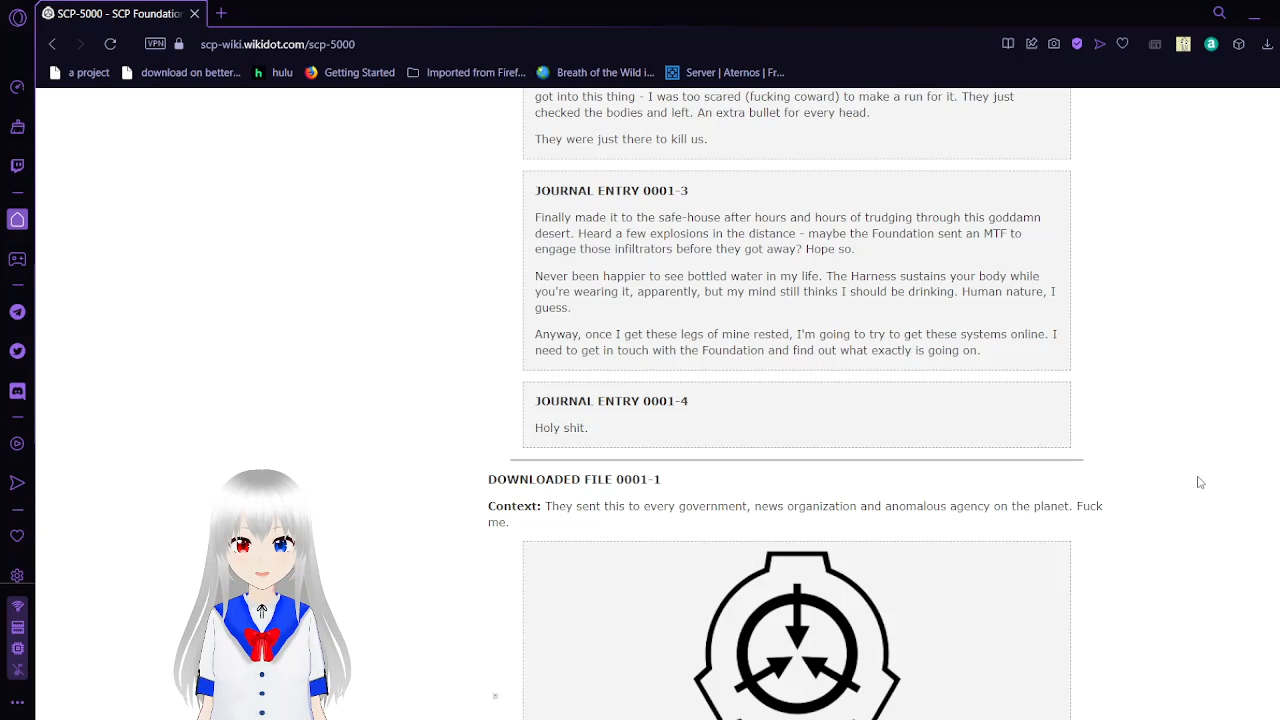 SCP-5000 - SCP Foundation
VPN
scp-wiki.wikidot.com/scp-5000
a project
download on better...
hulu
Getting Started
Imported from Firef...
Breath of the Wild i...
Server | Aternos | Fr...
got into this thing - I was too scared (fucking coward) to make a run for it. They just
checked the bodies and left. An extra bullet for every head.
They were just there to kill us.
JOURNAL ENTRY 0001-3
Finally made it to the safe-house after hours and hours of trudging through this goddamn
desert. Heard a few explosions in the distance - maybe the Foundation sent an MTF to
engage those infiltrators before they got away? Hope so.
Never been happier to see bottled water in my life. The Harness sustains your body while
you're wearing it, apparently, but my mind still thinks I should be drinking. Human nature, I
guess.
Anyway, once I get these legs of mine rested, I'm going to try to get these systems online. I
need to get in touch with the Foundation and find out what exactly is going on.
JOURNAL ENTRY 0001-4
Holy shit.
DOWNLOADED FILE 0001-1
Context: They sent this to every government, news organization and anomalous agency on the planet. Fuck
me.